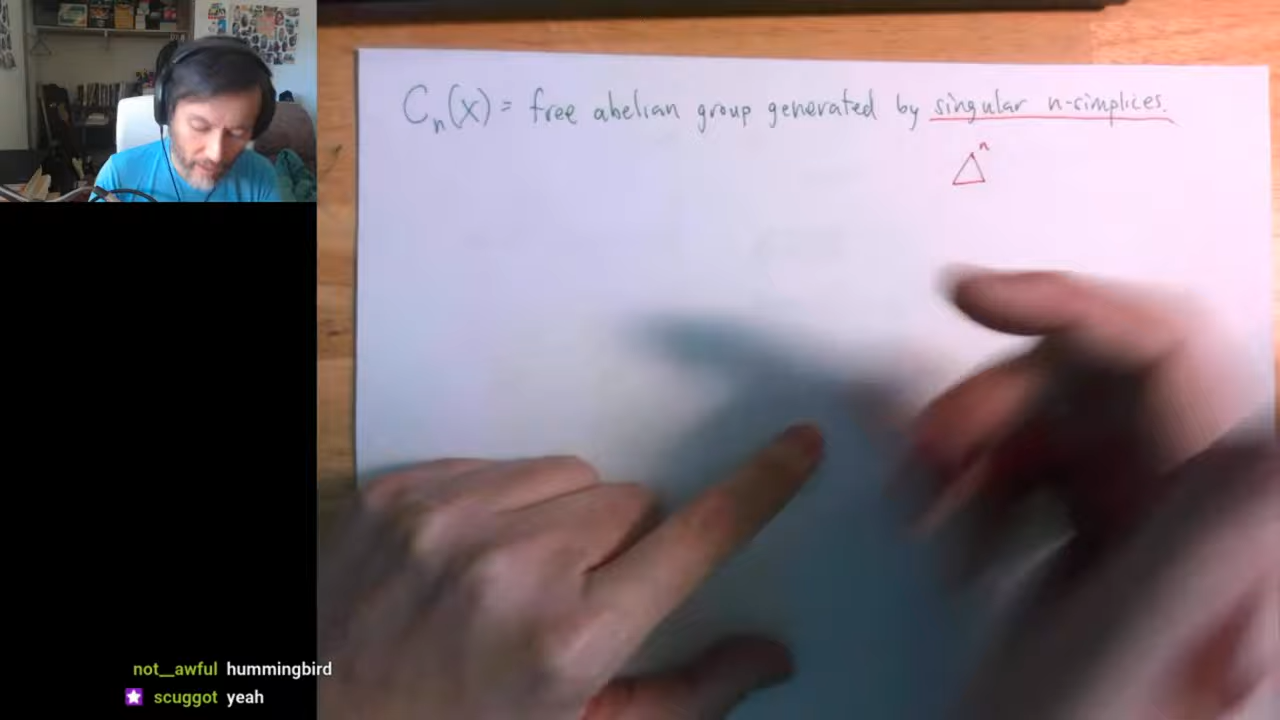 Cn(X) = free abelian group generated by singular n-simplices.
Δⁿ
not__awful hummingbird
scuggot yeah